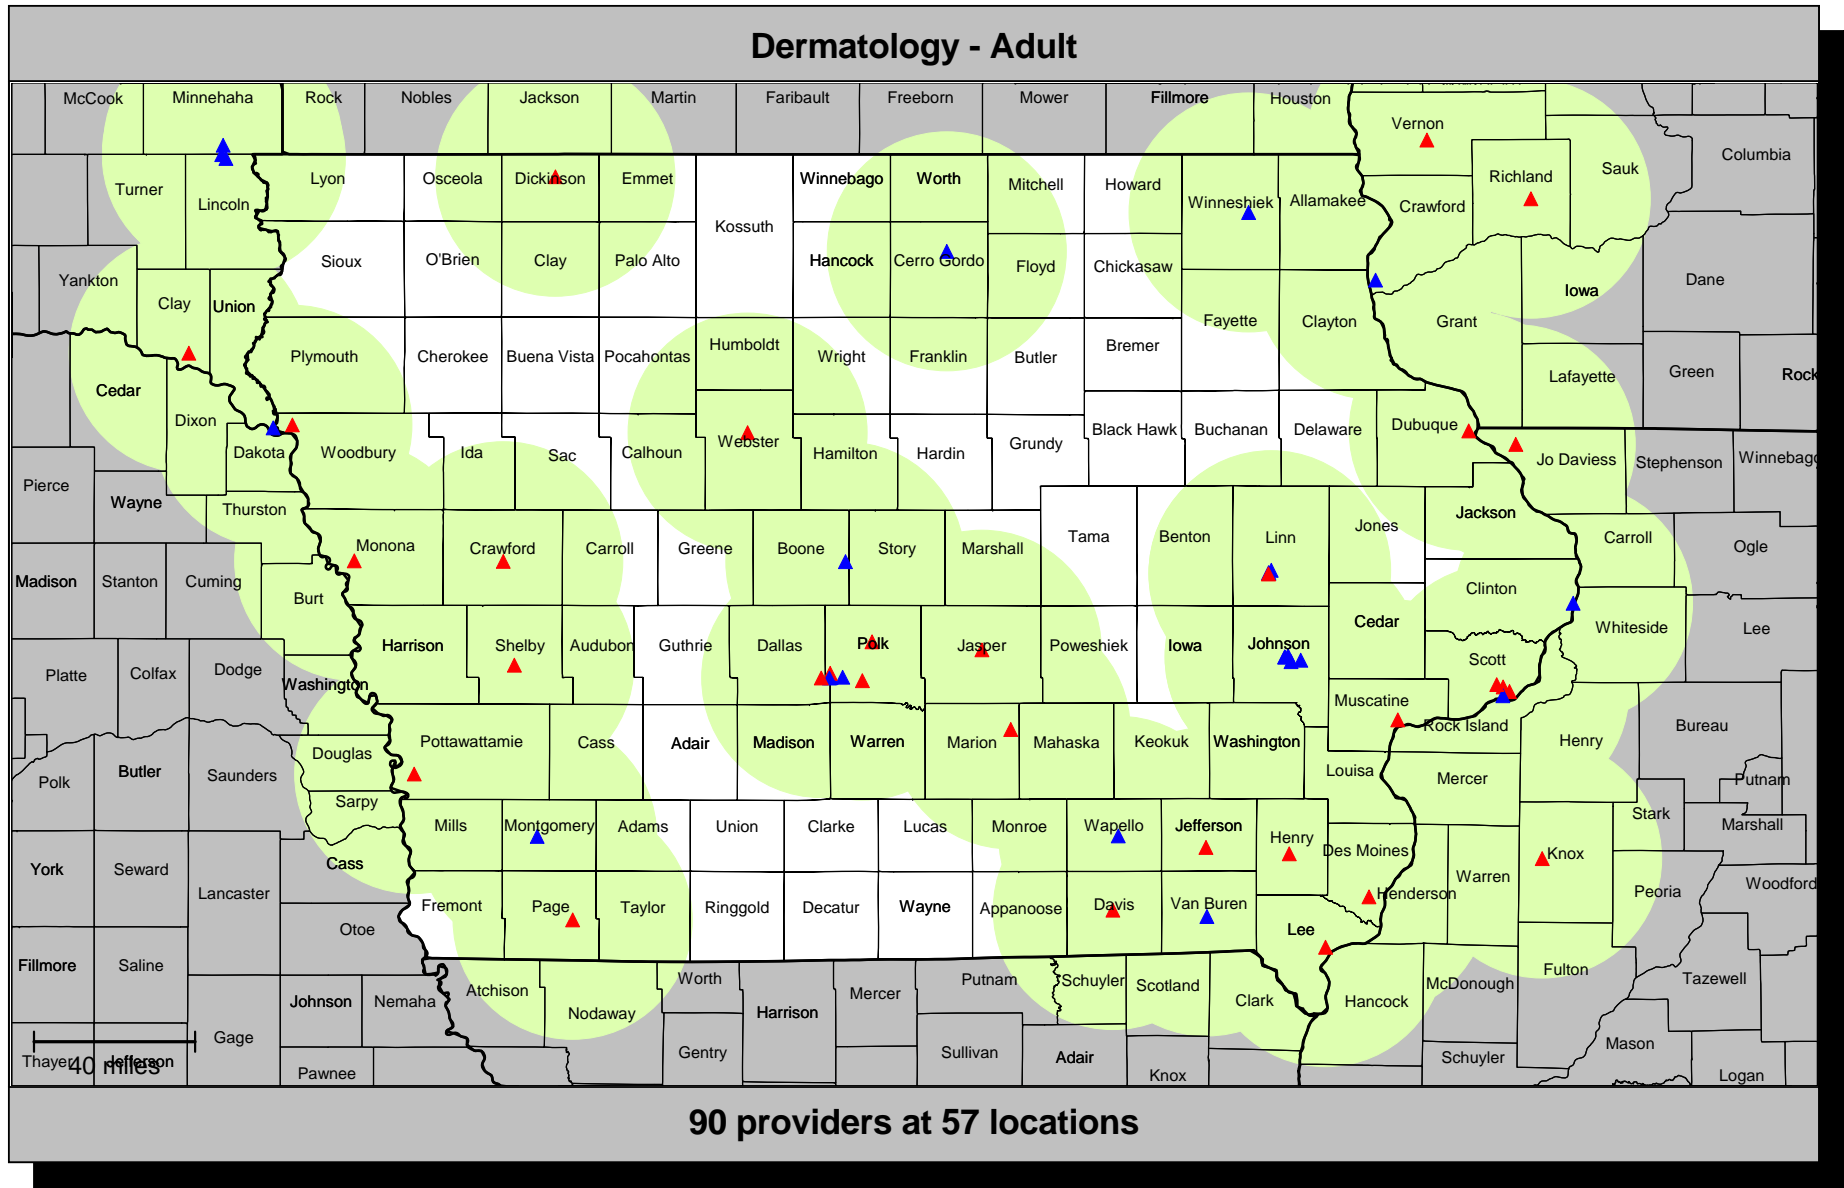 Dermatology - Adult
McCook
Minnehaha
Rock
Nobles
Jackson
Martin
Faribault
Freeborn
Mower
Fillmore
Houston
Vernon
Columbia
Turner
Lincoln
Lyon
Osceola
Dickinson
Emmet
Kossuth
Winnebago
Worth
Mitchell
Howard
Winneshiek
Allamakee
Crawford
Richland
Sauk
Yankton
Clay
Union
Sioux
O'Brien
Clay
Palo Alto
Hancock
Cerro Gordo
Floyd
Chickasaw
Fayette
Clayton
Grant
Iowa
Dane
Cedar
Dixon
Plymouth
Cherokee
Buena Vista
Pocahontas
Humboldt
Wright
Franklin
Butler
Bremer
Lafayette
Green
Rock
Pierce
Wayne
Dakota
Thurston
Woodbury
Ida
Sac
Calhoun
Webster
Hamilton
Hardin
Grundy
Black Hawk
Buchanan
Delaware
Dubuque
Jo Daviess
Stephenson
Winnebago
Madison
Stanton
Cuming
Burt
Monona
Crawford
Carroll
Greene
Boone
Story
Marshall
Tama
Benton
Linn
Jones
Jackson
Carroll
Ogle
Clinton
Platte
Colfax
Dodge
Washington
Harrison
Shelby
Audubon
Guthrie
Dallas
Polk
Jasper
Poweshiek
Iowa
Johnson
Cedar
Scott
Whiteside
Lee
Muscatine
Rock Island
Polk
Butler
Saunders
Douglas
Sarpy
Pottawattamie
Cass
Adair
Madison
Warren
Marion
Mahaska
Keokuk
Washington
Louisa
Mercer
Henry
Bureau
Putnam
Stark
Marshall
York
Seward
Lancaster
Cass
Mills
Montgomery
Adams
Union
Clarke
Lucas
Monroe
Wapello
Jefferson
Henry
Des Moines
Henderson
Warren
Knox
Peoria
Woodford
Otoe
Fremont
Page
Taylor
Ringgold
Decatur
Wayne
Appanoose
Davis
Van Buren
Lee
Fillmore
Saline
Johnson
Nemaha
Atchison
Nodaway
Worth
Harrison
Mercer
Putnam
Schuyler
Scotland
Clark
Hancock
McDonough
Fulton
Tazewell
Gage
Thayer
Jefferson
40 miles
Pawnee
Gentry
Sullivan
Adair
Knox
Schuyler
Mason
Logan
90 providers at 57 locations